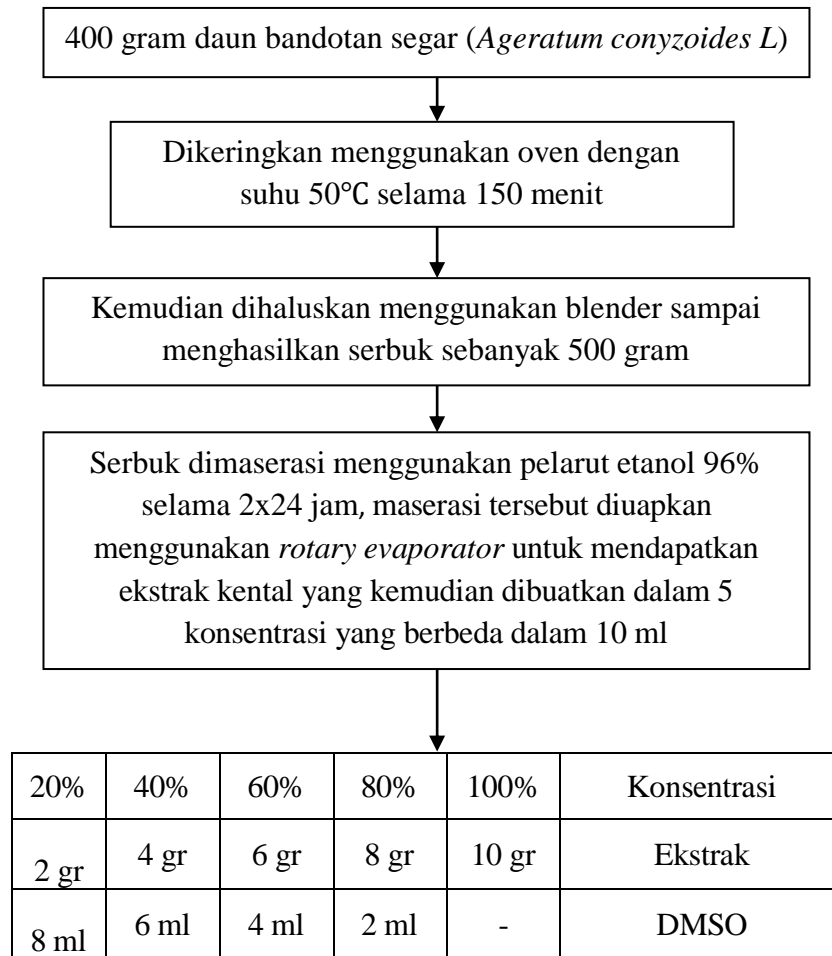 400 gram daun bandotan segar (Ageratum conyzoides L)
Dikeringkan menggunakan oven dengan
suhu 50℃ selama 150 menit
Kemudian dihaluskan menggunakan blender sampai
menghasilkan serbuk sebanyak 500 gram
Serbuk dimaserasi menggunakan pelarut etanol 96%
selama 2x24 jam, maserasi tersebut diuapkan
menggunakan rotary evaporator untuk mendapatkan
ekstrak kental yang kemudian dibuatkan dalam 5
konsentrasi yang berbeda dalam 10 ml
20% 40% 60% 80% 100% Konsentrasi
2 gr 4 gr 6 gr 8 gr 10 gr Ekstrak
8 ml 6 ml 4 ml 2 ml - DMSO